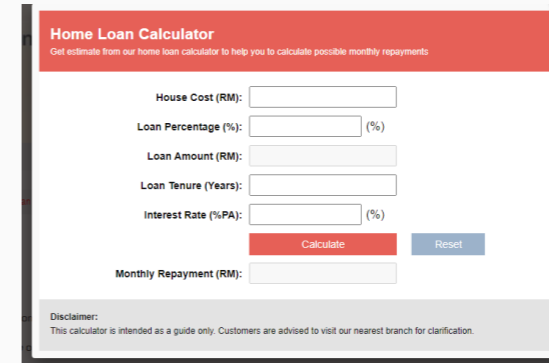 Home Loan Calculator
Get estimate from our home loan calculator to help you to calculate possible monthly repayments
House Cost (RM):
Loan Percentage (%): (%)
Loan Amount (RM):
Loan Tenure (Years):
Interest Rate (%PA): (%)
Calculate Reset
Monthly Repayment (RM):
Disclaimer:
This calculator is intended as a guide only. Customers are advised to visit our nearest branch for clarification.